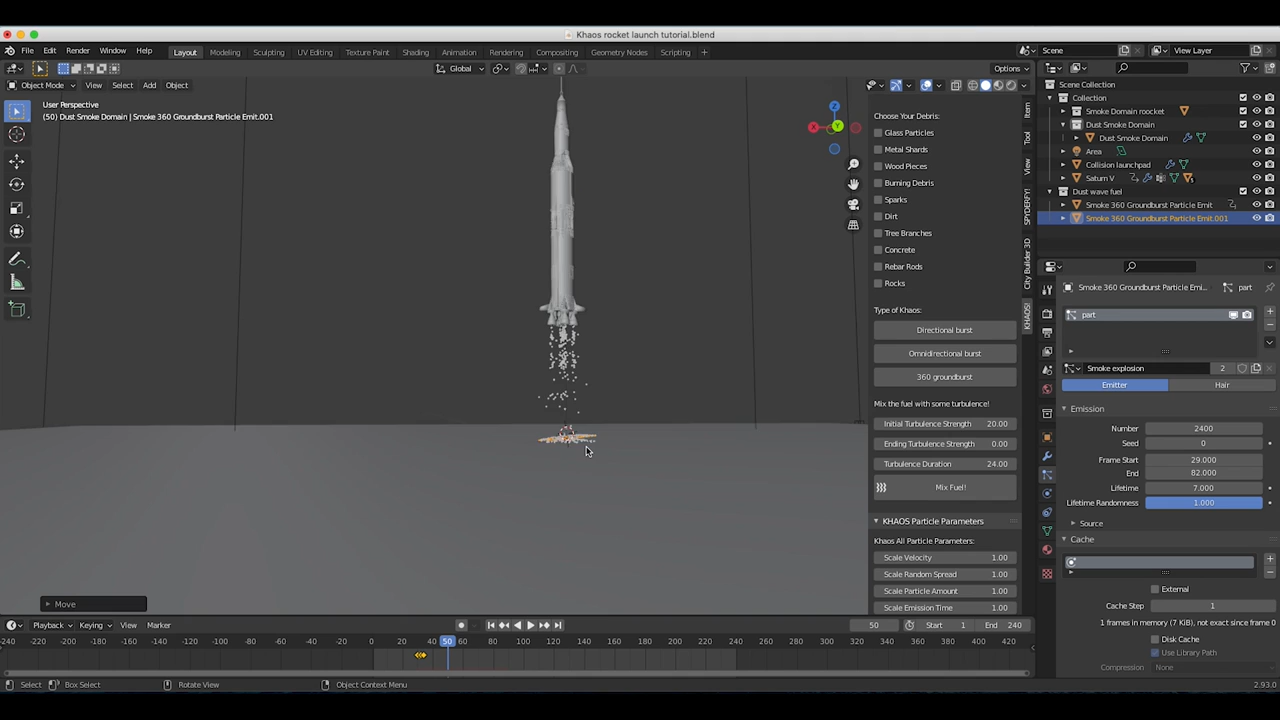 Khaos rocket launch tutorial.blend
File Edit Render Window Help Layout Modeling Sculpting UV Editing Texture Paint Shading Animation Rendering Compositing Geometry Nodes Scripting + Scene View Layer
Global Options
Object Mode View Select Add Object
User Perspective
(50) Dust Smoke Domain | Smoke 360 Groundburst Particle Emit.001
Z
X
Y
Choose Your Debris:
Glass Particles
Metal Shards
Wood Pieces
Burning Debris
Sparks
Dirt
Tree Branches
Concrete
Rebar Rods
Rocks
Type of Khaos:
Directional burst
Omnidirectional burst
360 groundburst
Mix the fuel with some turbulence!
Initial Turbulence Strength 20.00
Ending Turbulence Strength 0.00
Turbulence Duration 24.00
Mix Fuel!
KHAOS Particle Parameters
Khaos All Particle Parameters:
Scale Velocity 1.00
Scale Random Spread 1.00
Scale Particle Amount 1.00
Scale Emission Time 1.00
Item
Tool
View
SPYDERFY!
City Builder 3D
KHAOS!
Scene Collection
Collection
Smoke Domain roocket
Dust Smoke Domain
Dust Smoke Domain
Area
Collision launchpad
Saturn V 5
Dust wave fuel
Smoke 360 Groundburst Particle Emit
Smoke 360 Groundburst Particle Emit.001
Smoke 360 Groundburst Particle Emi... part
part
Smoke explosion 2
Emitter Hair
Emission
Number 2400
Seed 0
Frame Start 29.000
End 82.000
Lifetime 7.000
Lifetime Randomness 1.000
Source
Cache
External
Cache Step 1
1 frames in memory (7 KiB), not exact since frame 0
Disk Cache
Use Library Path
Compression None
Move
Playback Keying View Marker 50 Start 1 End 240
-240 -220 -200 -180 -160 -140 -120 -100 -80 -60 -40 -20 0 20 40 50 60 80 100 120 140 160 180 200 220 240 260 280 300 320 340 360 380 400 420
Select Box Select Rotate View Object Context Menu 2.93.0